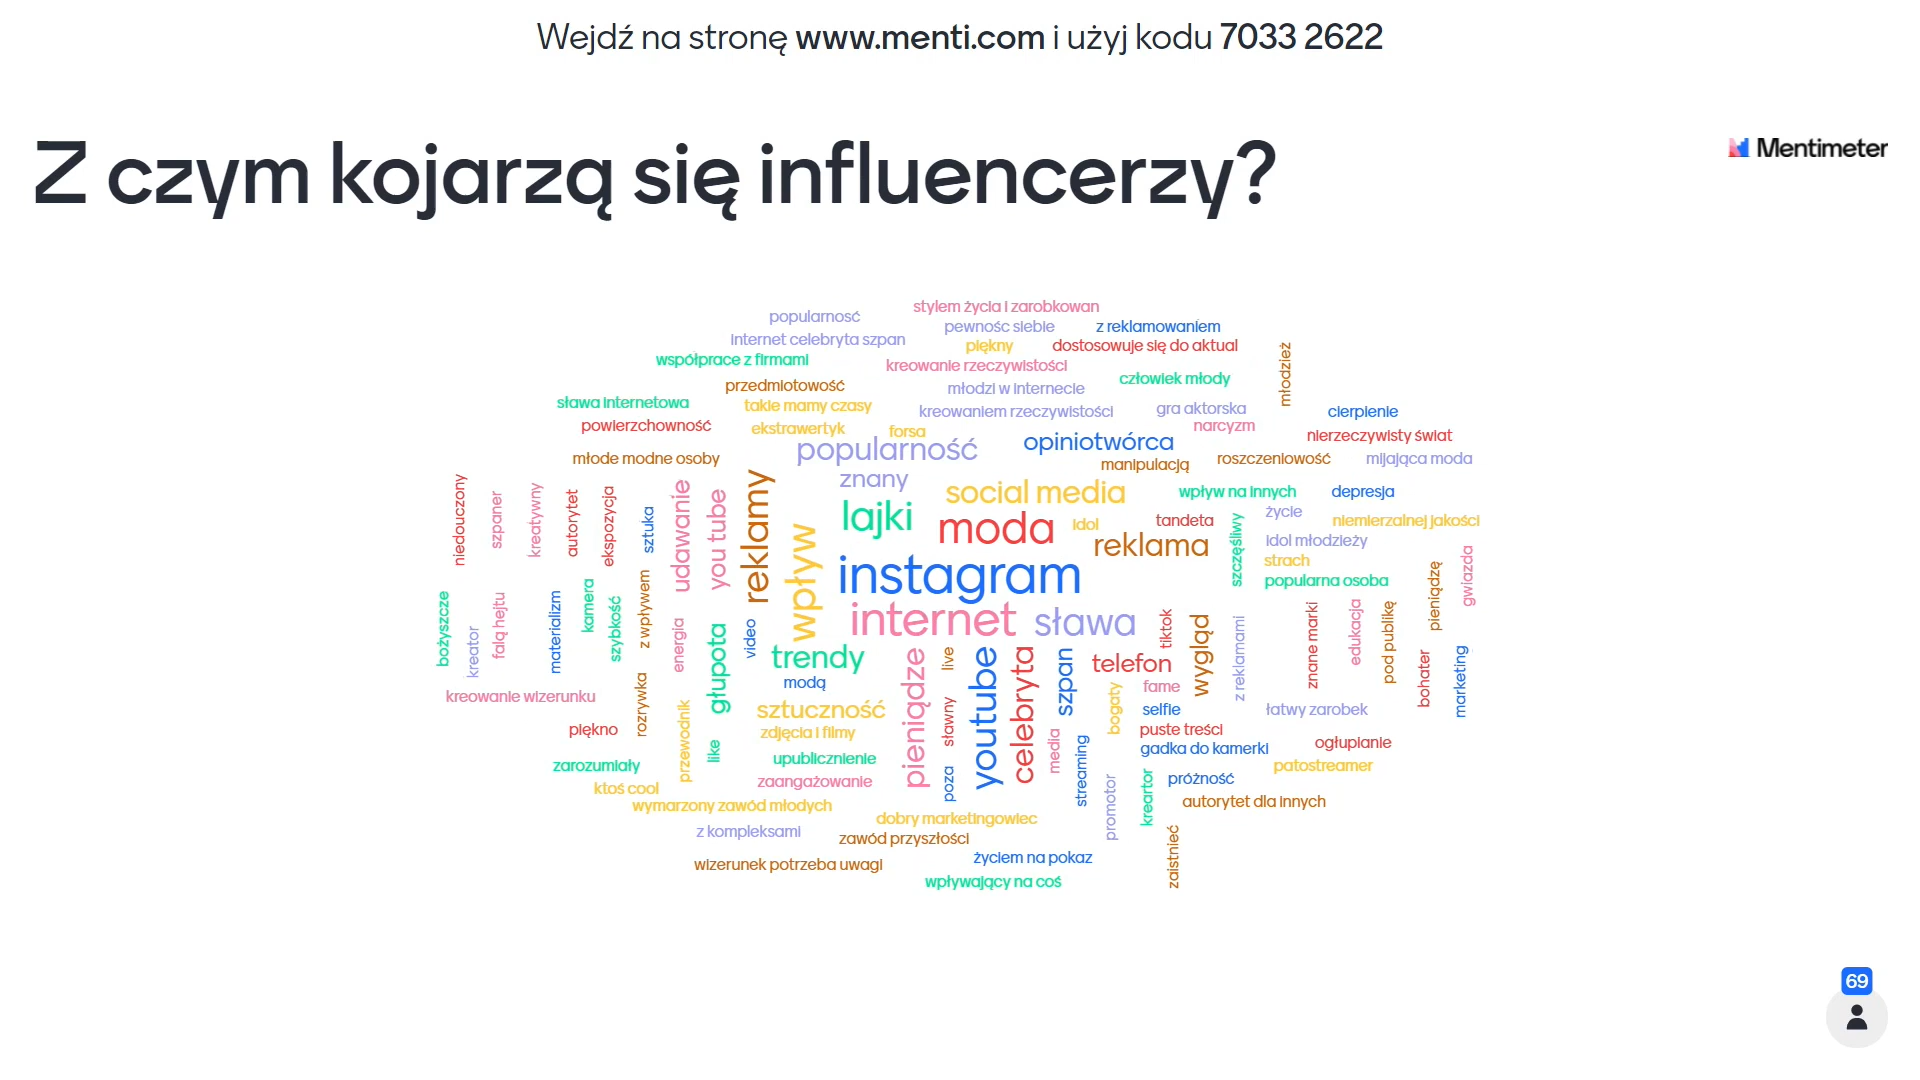 Wejdź na stronę www.menti.com i użyj kodu 7033 2622
Z czym kojarzą się influencerzy?
Mentimeter
stylem życia i zarobkowan
popularnosć
pewnośc siebie
z reklamowaniem
internet celebryta szpan
piękny
dostosowuje się do aktual
współprace z firmami
kreowanie rzeczywistości
młodzież
człowiek młody
przedmiotowość
młodzi w internecie
sława internetowa
takie mamy czasy
kreowaniem rzeczywistości
gra aktorska
cierpienie
powierzchowność
ekstrawertyk
forsa
narcyzm
nierzeczywisty świat
popularność
opiniotwórca
młode modne osoby
manipulacją
roszczeniowość
mijająca moda
znany
social media
wpływ na innych
depresja
niedouczony
szpaner
kreatywny
autorytet
ekspozycja
sztuka
udawanie
you tube
reklamy
wpływ
lajki
moda
idol
tandeta
szczęśliwy
życie
niemierzalnej jakości
reklama
idol młodzieży
strach
popularna osoba
instagram
internet
sława
pieniądzę
gwiazda
bożyszcze
kreator
falą hejtu
materializm
kamera
szybkość
z wpływem
energia
głupota
video
trendy
modą
live
tiktok
wygląd
z reklamami
znane marki
edukacja
pod publikę
bohater
marketing
telefon
pieniądze
youtube
celebryta
szpan
fame
bogaty
selfie
łatwy zarobek
kreowanie wizerunku
rozrywka
przewodnik
like
sztuczność
zdjęcia i filmy
sławny
media
puste treści
piękno
gadka do kamerki
ogłupianie
upublicznienie
zarozumiały
patostreamer
zaangażowanie
poza
streaming
promotor
kreartor
próżność
ktoś cool
wymarzony zawód młodych
autorytet dla innych
dobry marketingowiec
z kompleksami
zawód przyszłości
zaistnieć
wizerunek potrzeba uwagi
życiem na pokaz
wpływający na coś
69